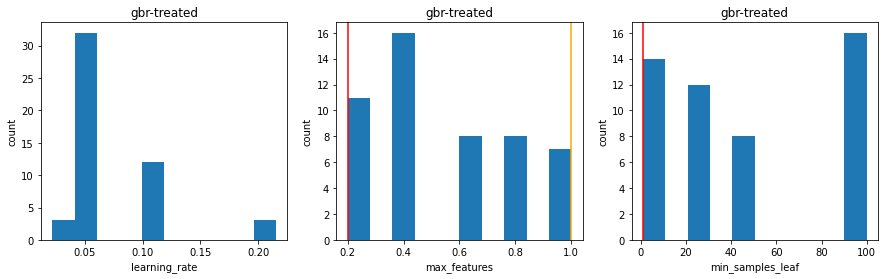 gbr-treated
count
30
25
20
15
10
5
0
0.05 0.10 0.15 0.20
learning_rate
gbr-treated
count
16
14
12
10
8
6
4
2
0
0.2 0.4 0.6 0.8 1.0
max_features
gbr-treated
count
16
14
12
10
8
6
4
2
0
0 20 40 60 80 100
min_samples_leaf